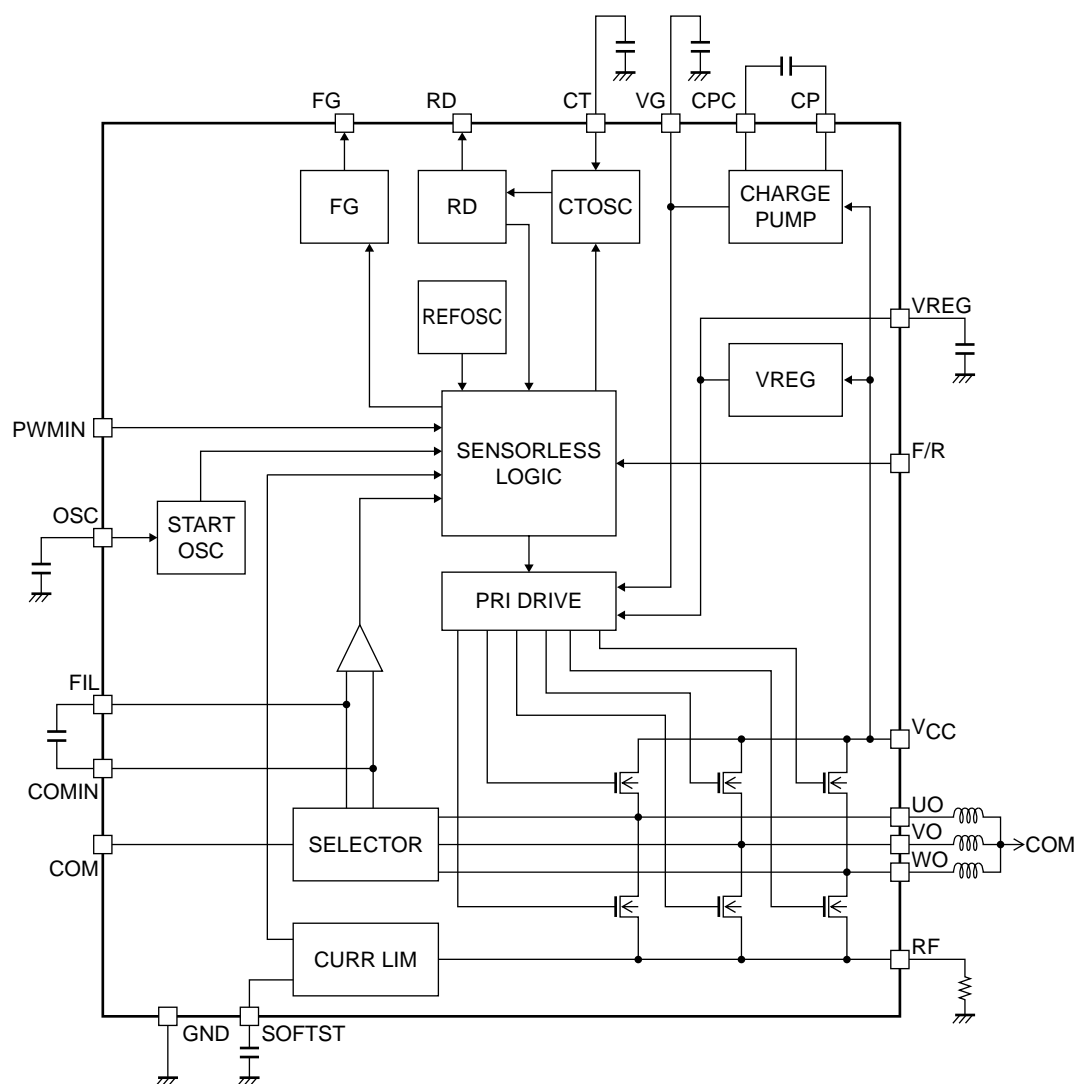 CT VG CPC CP
FG RD
FG
RD
CTOSC
CHARGE
PUMP
VREG
REFOSC
VREG
PWMIN
SENSORLESS
LOGIC
F/R
OSC
START
OSC
PRI DRIVE
FIL
VCC
COMIN
UO
SELECTOR
VO
COM
COM
WO
CURR LIM
RF
GND
SOFTST